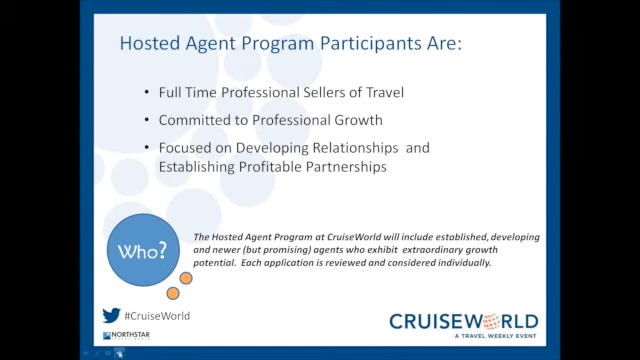 Hosted Agent Program Participants Are:
• Full Time Professional Sellers of Travel
• Committed to Professional Growth
• Focused on Developing Relationships and
Establishing Profitable Partnerships
Who?
The Hosted Agent Program at CruiseWorld will include established, developing
and newer (but promising) agents who exhibit extraordinary growth
potential. Each application is reviewed and considered individually.
#CruiseWorld
NORTHSTAR
CRUISEWORLD
A TRAVEL WEEKLY EVENT